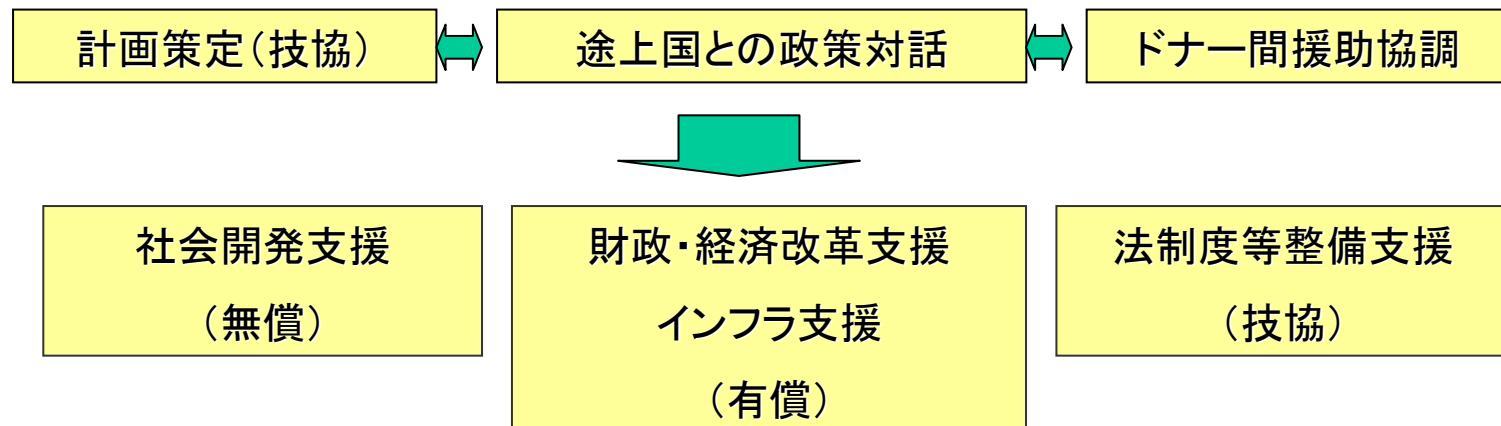 計画策定（技協）
途上国との政策対話
ドナー間援助協調
社会開発支援
（無償）
財政・経済改革支援
インフラ支援
（有償）
法制度等整備支援
（技協）